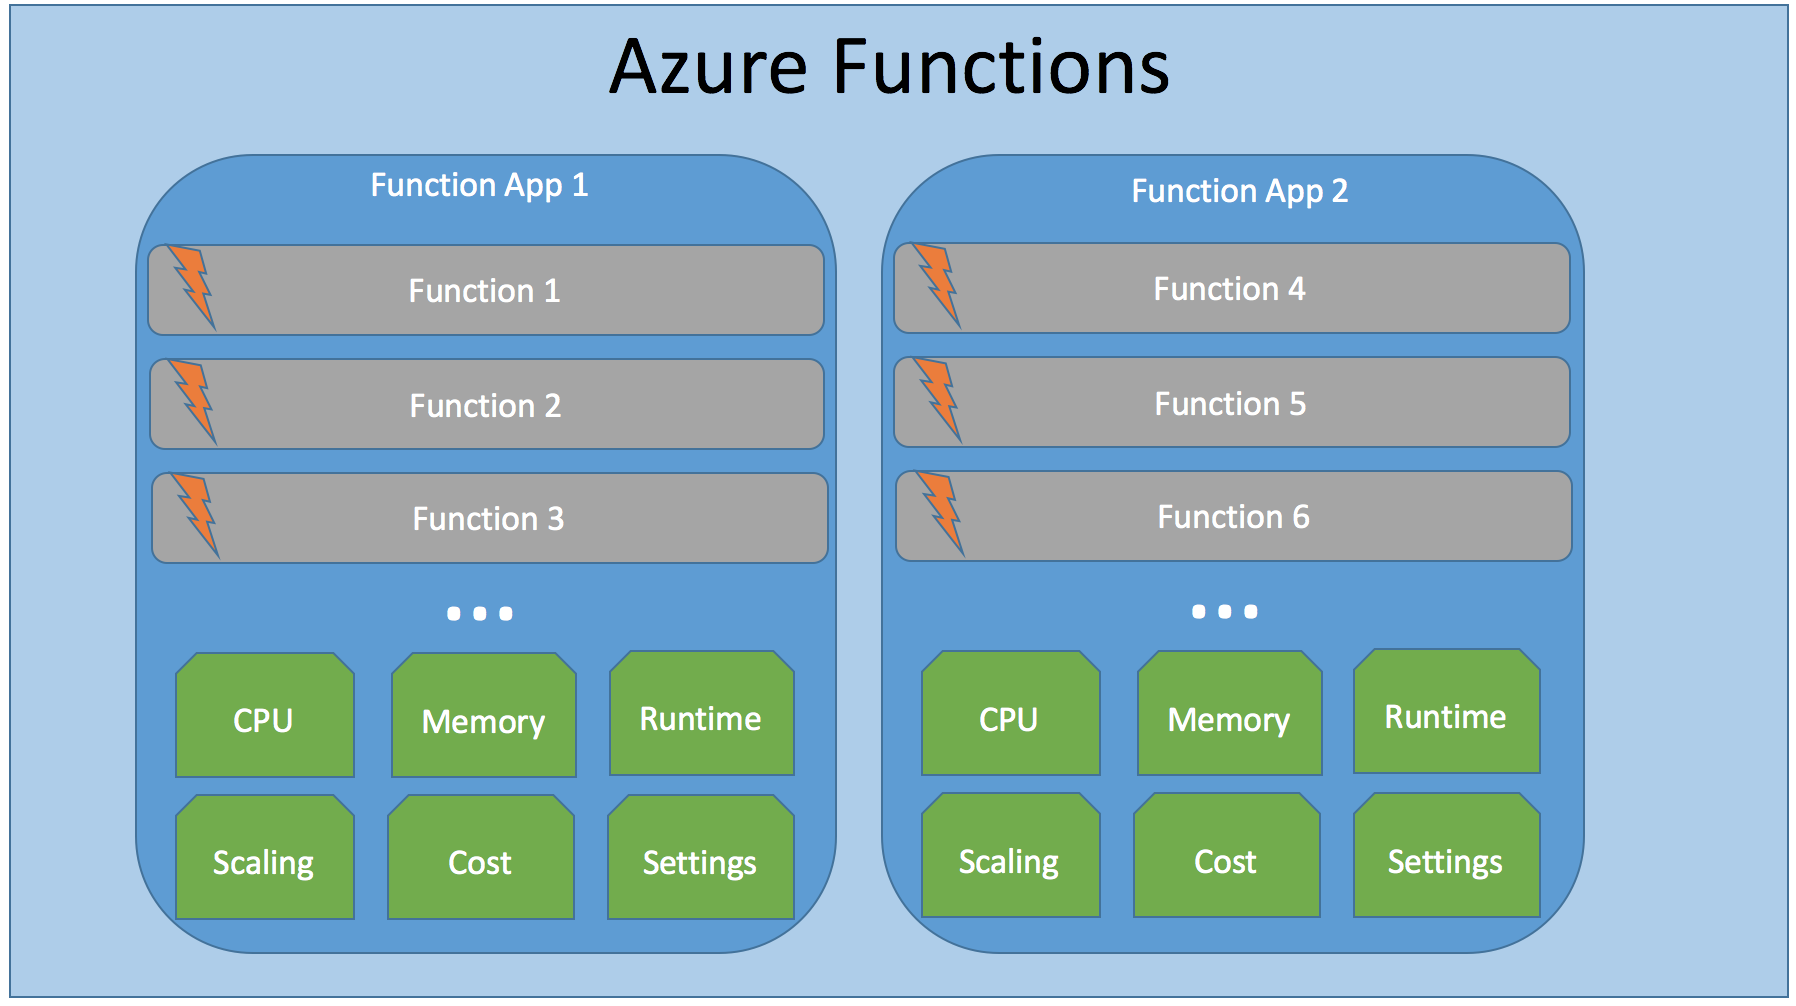 Azure Functions
Function App 1
Function 1
Function 2
Function 3
...
CPU
Memory
Runtime
Scaling
Cost
Settings
Function App 2
Function 4
Function 5
Function 6
...
CPU
Memory
Runtime
Scaling
Cost
Settings